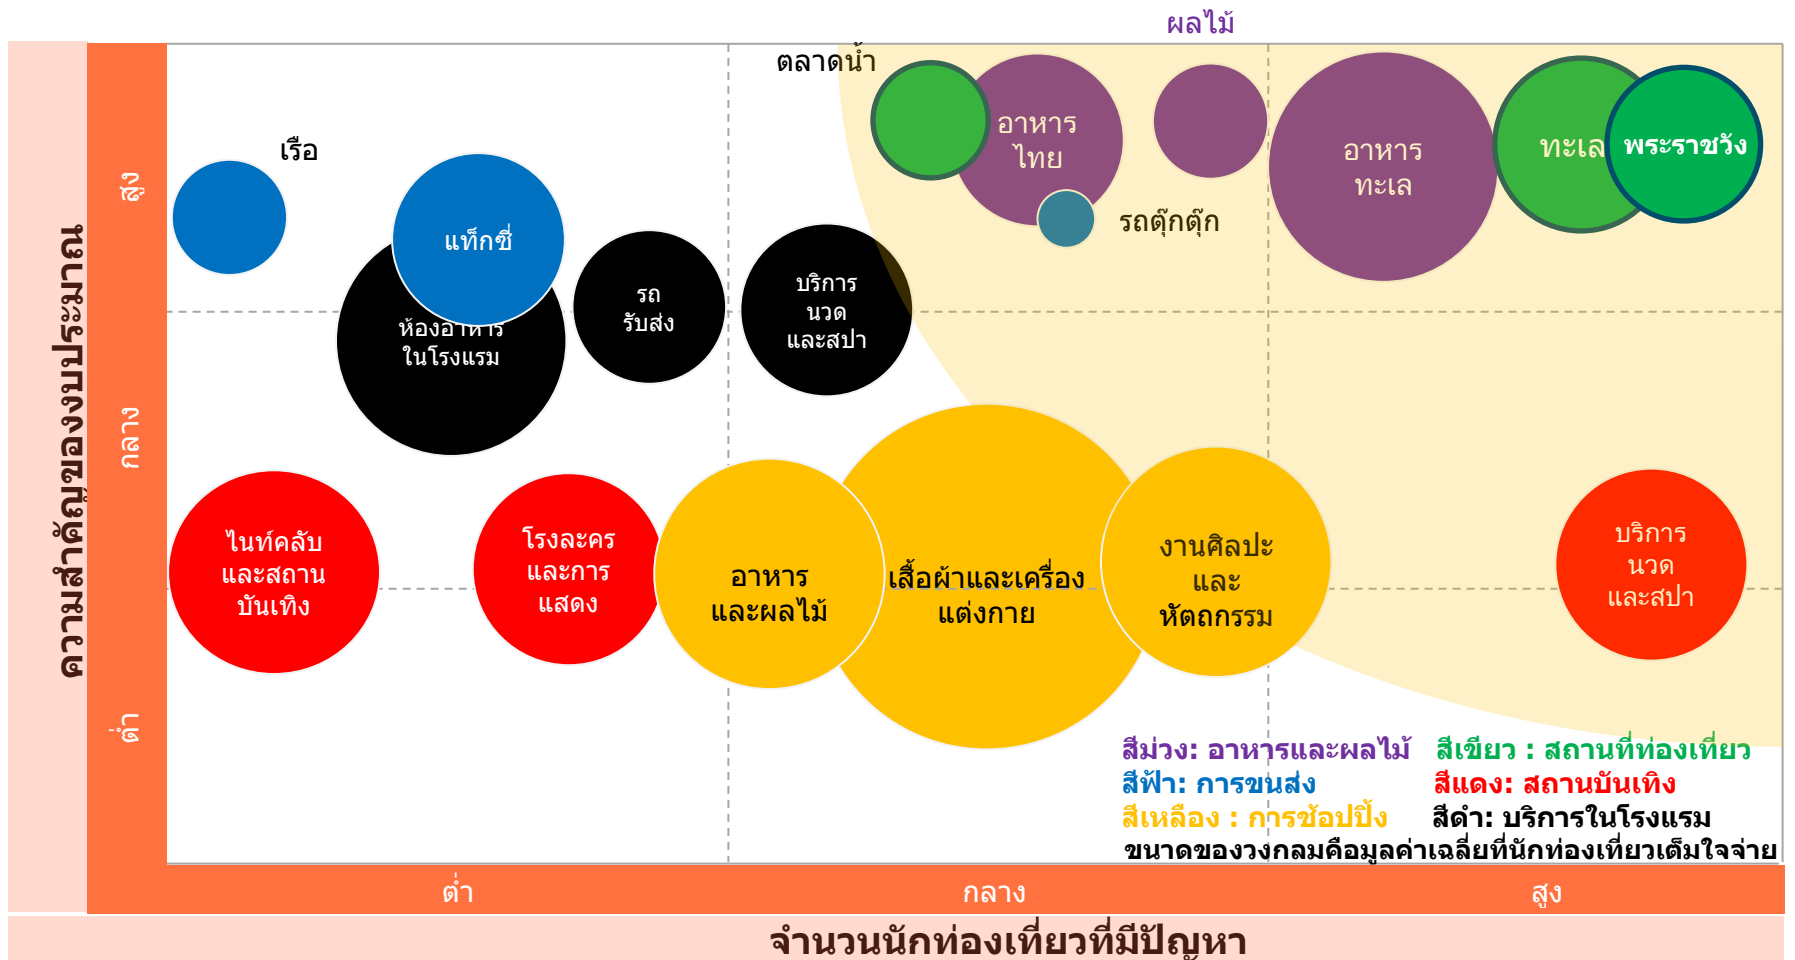 ผลไม้
ตลาดน้ำ
อาหาร
ไทย
อาหาร
ทะเล
ทะเล
พระราชวัง
เรือ
สูง
รถตุ๊กตุ๊ก
แท็กซี่
บริการ
นวด
และสปา
รถ
รับส่ง
ห้องอาหาร
ในโรงแรม
ความสำคัญของงบประมาณ
กลาง
ไนท์คลับ
และสถาน
บันเทิง
โรงละคร
และการ
แสดง
อาหาร
และผลไม้
เสื้อผ้าและเครื่อง
แต่งกาย
งานศิลปะ
และ
หัตถกรรม
บริการ
นวด
และสปา
ต่ำ
สีม่วง: อาหารและผลไม้ สีเขียว : สถานที่ท่องเที่ยว
สีฟ้า: การขนส่ง สีแดง: สถานบันเทิง
สีเหลือง : การช้อปปิ้ง สีดำ: บริการในโรงแรม
ขนาดของวงกลมคือมูลค่าเฉลี่ยที่นักท่องเที่ยวเต็มใจจ่าย
ต่ำ กลาง สูง
จำนวนนักท่องเที่ยวที่มีปัญหา